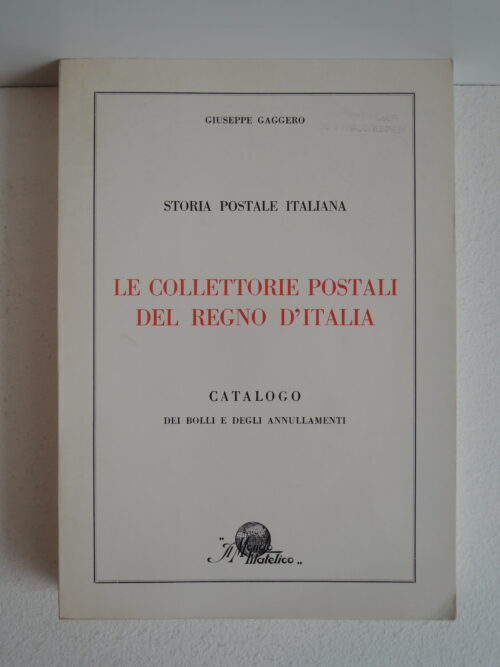 GIUSEPPE GAGGERO
STORIA POSTALE ITALIANA
LE COLLETTORIE POSTALI
DEL REGNO D'ITALIA
CATALOGO
DEI BOLLI E DEGLI ANNULLAMENTI
"Il Mondo
Filatelico„